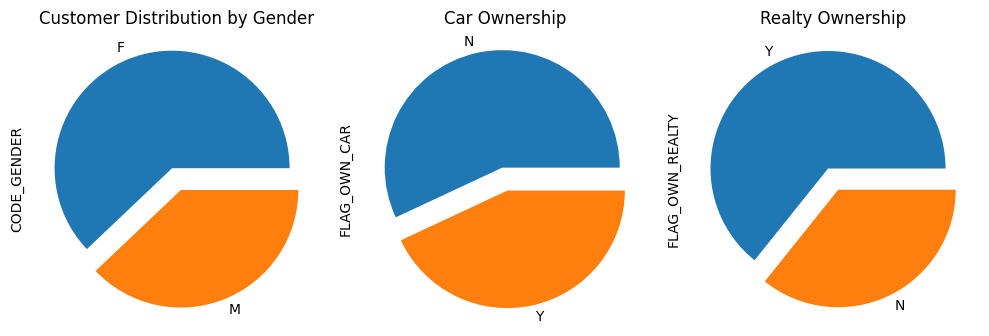 Customer Distribution by Gender
F
CODE_GENDER
M
Car Ownership
N
FLAG_OWN_CAR
Y
Realty Ownership
Y
FLAG_OWN_REALTY
N